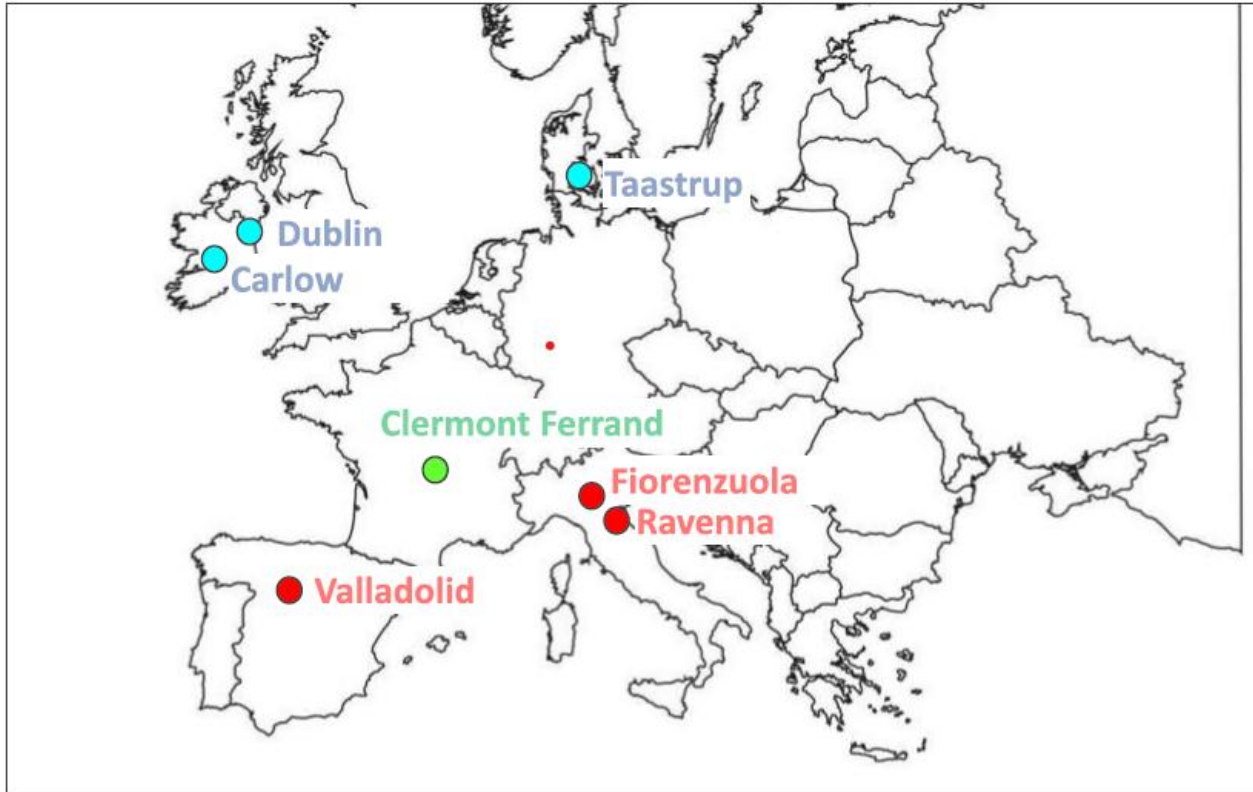 Taastrup
Dublin
Carlow
Clermont Ferrand
Fiorenzuola
Ravenna
Valladolid